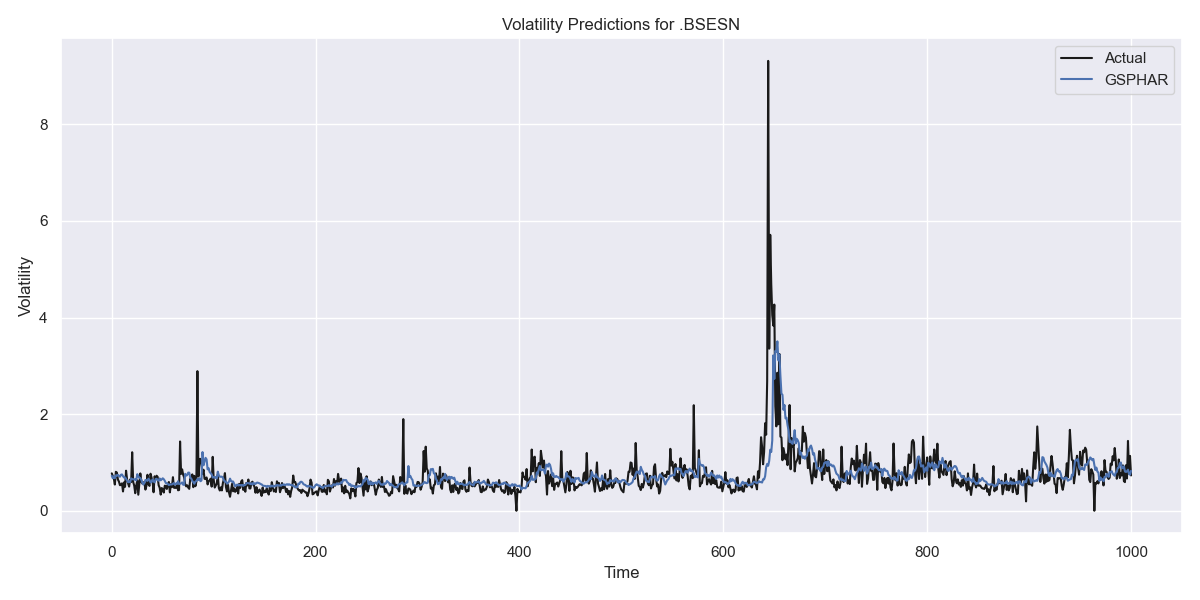 Volatility Predictions for .BSESN
Actual
GSPHAR
Volatility
8
6
4
2
0
0 200 400 600 800 1000
Time